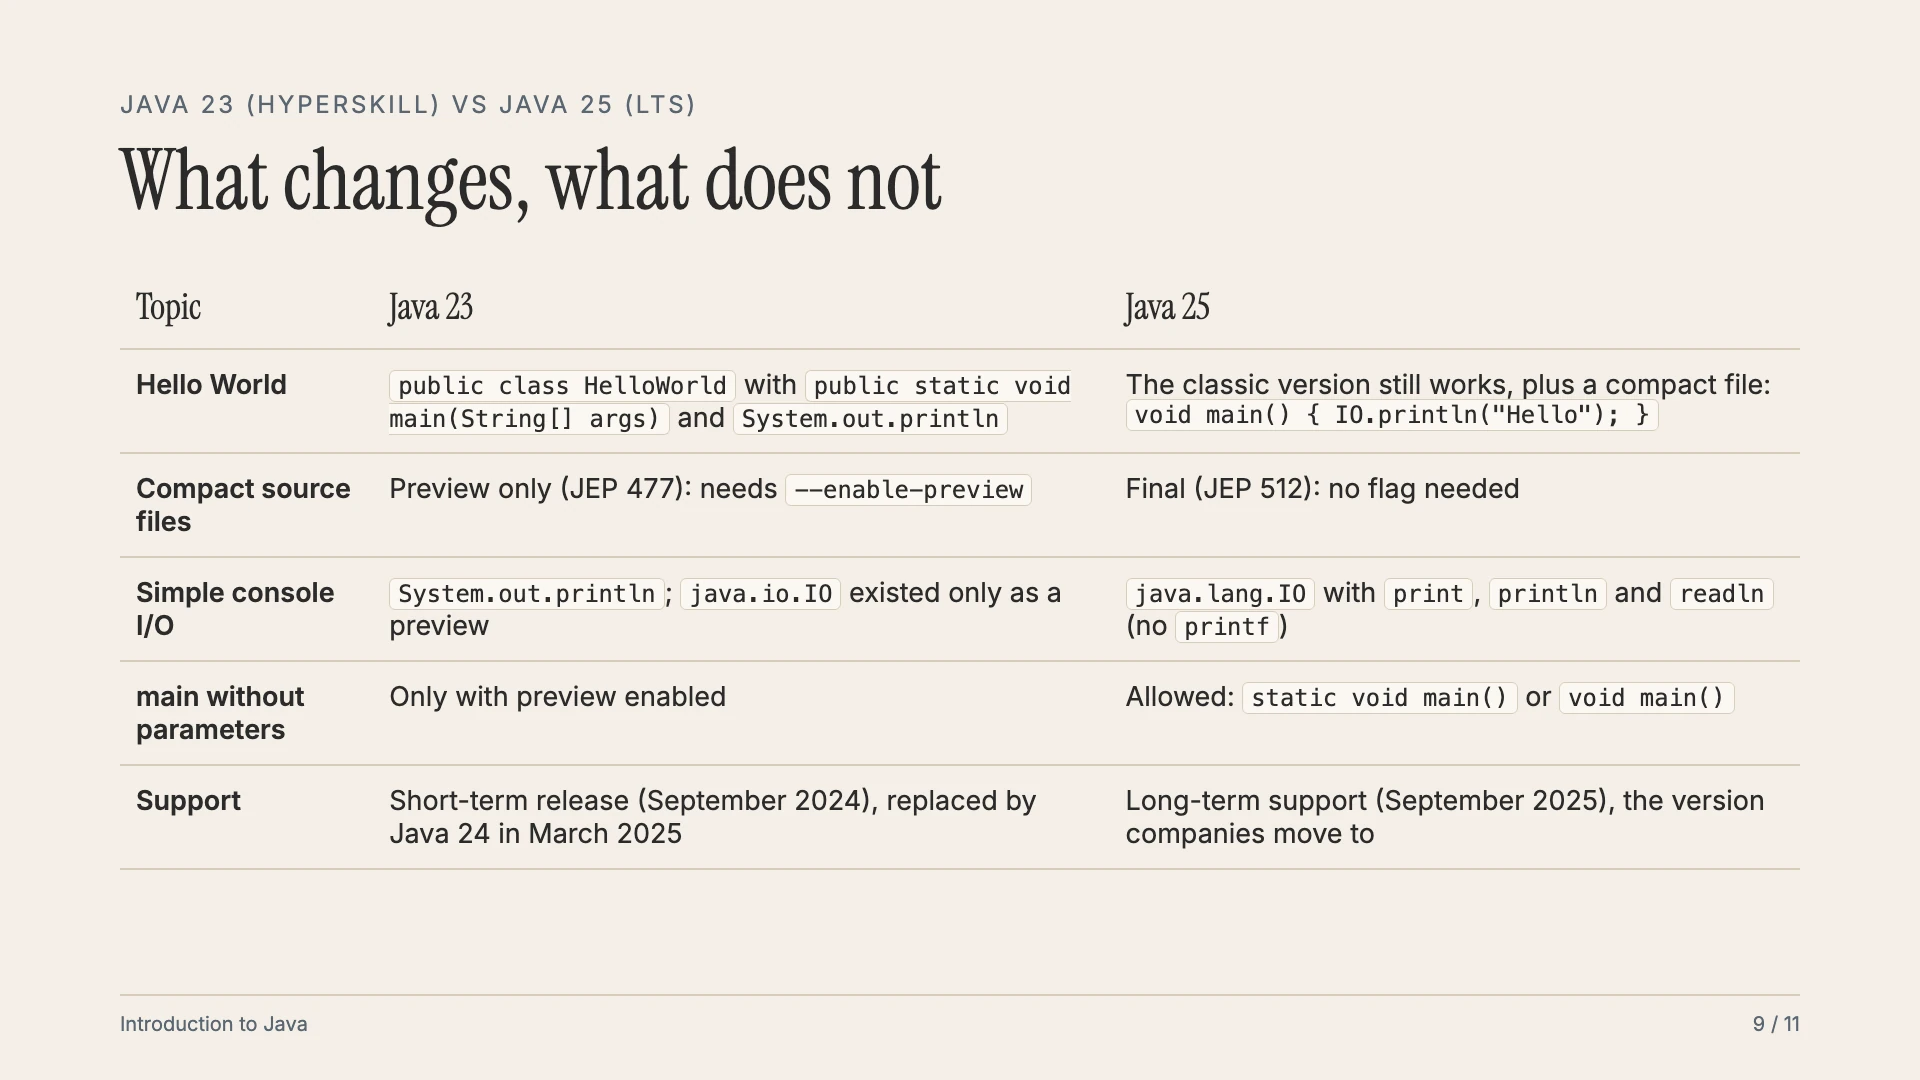 JAVA 23 (HYPERSKILL) VS JAVA 25 (LTS)
What changes, what does not
Topic
Java 23
Java 25
Hello World
public class HelloWorld with public static void
main(String[] args) and System.out.println
The classic version still works, plus a compact file:
void main() { IO.println("Hello"); }
Compact source
files
Preview only (JEP 477): needs --enable-preview
Final (JEP 512): no flag needed
Simple console
I/O
System.out.println; java.io.IO existed only as a
preview
java.lang.IO with print, println and readln
(no printf)
main without
parameters
Only with preview enabled
Allowed: static void main() or void main()
Support
Short-term release (September 2024), replaced by
Java 24 in March 2025
Long-term support (September 2025), the version
companies move to
Introduction to Java
9 / 11